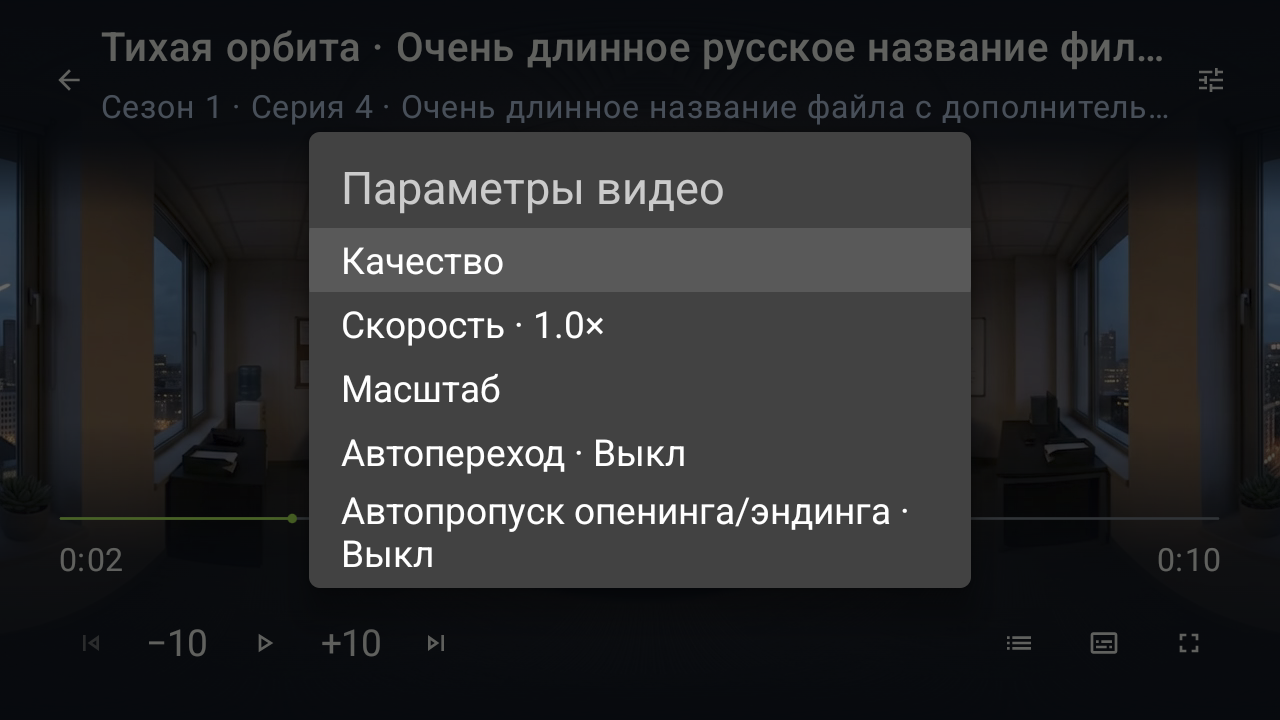 Тихая орбита · Очень длинное русское название фил…
Сезон 1 · Серия 4 · Очень длинное название файла с дополнитель…
Параметры видео
Качество
Скорость · 1.0×
Масштаб
Автопереход · Выкл
Автопропуск опенинга/эндинга ·
Выкл
0:02
0:10
−10
+10